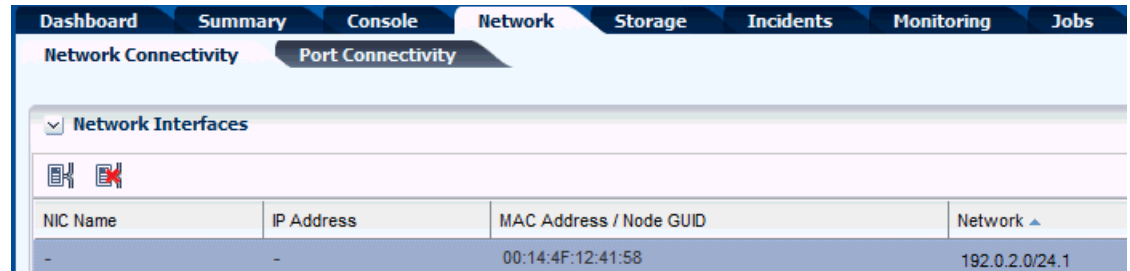 Dashboard Summary Console Network Storage Incidents Monitoring Jobs
Network Connectivity Port Connectivity
Network Interfaces
NIC Name IP Address MAC Address / Node GUID Network
- - 00:14:4F:12:41:58 192.0.2.0/24.1